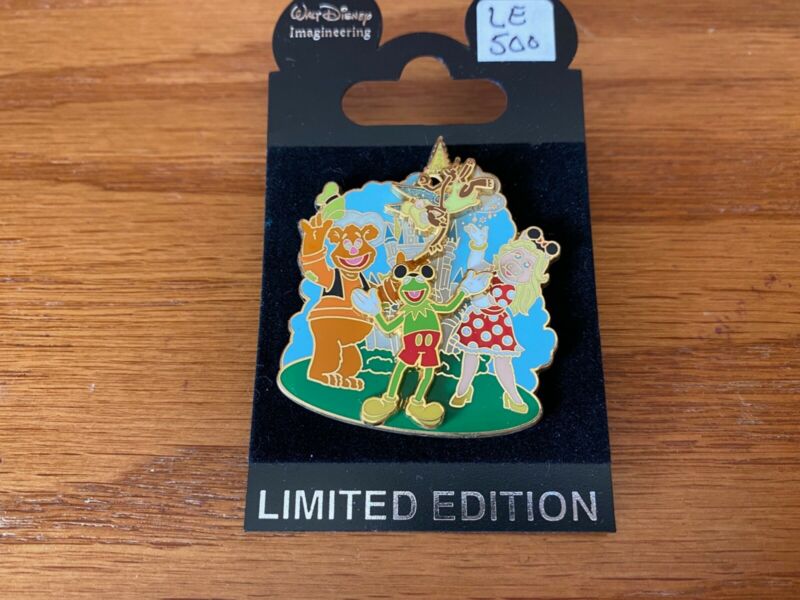 Walt Disney
Imagineering
LE
500
LIMITED EDITION